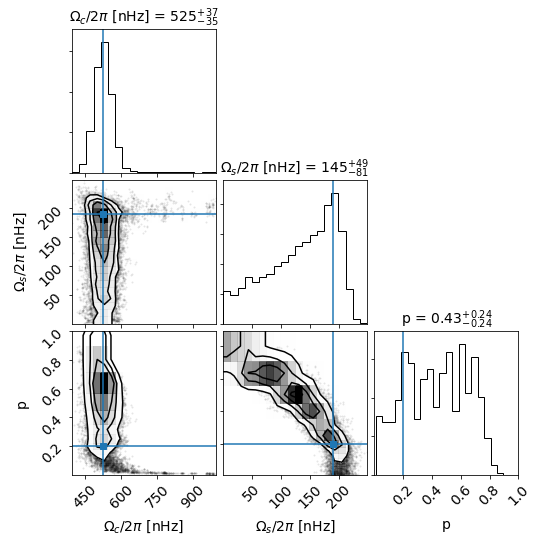 Ω_c/2π [nHz] = 525^{+37}_{−35}
Ω_s/2π [nHz] = 145^{+49}_{−81}
Ω_s/2π [nHz]
200
150
100
50
p = 0.43^{+0.24}_{−0.24}
p
1.0
0.8
0.6
0.4
0.2
450 600 750 900
50 100 150 200
0.2 0.4 0.6 0.8 1.0
Ω_c/2π [nHz]
Ω_s/2π [nHz]
p